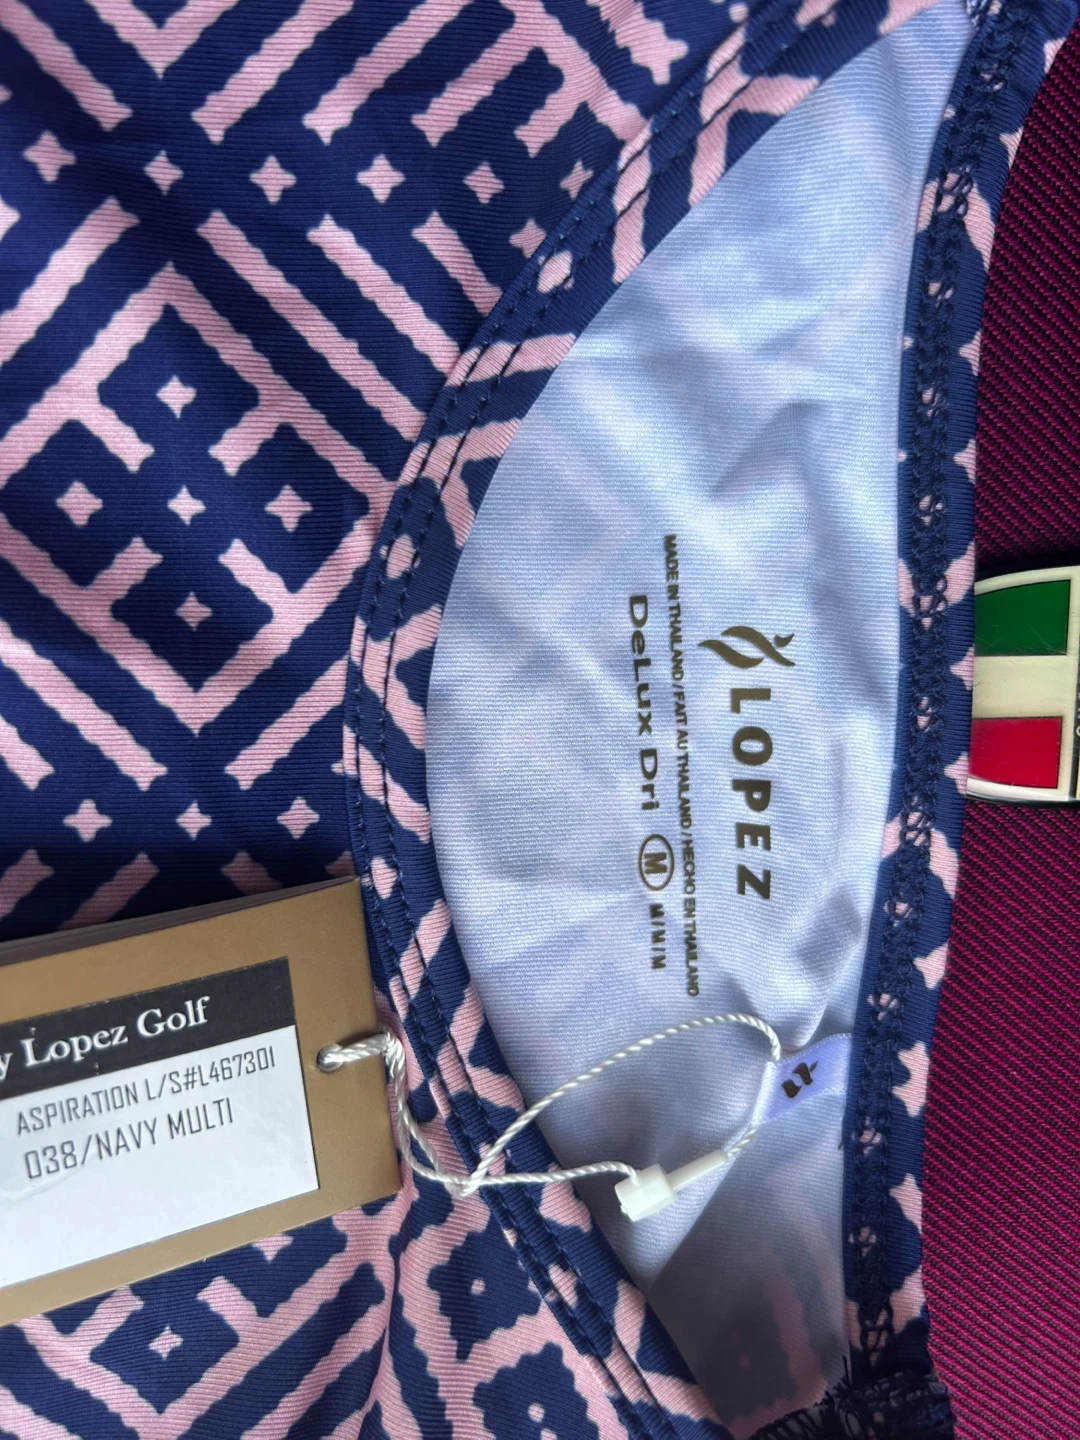 LOPEZ
MADE IN THAILAND / FAIT AU THAILAND / HECHO EN THAILAND
DeLux Dri M M/M/M
y Lopez Golf
ASPIRATION L/S#L467301
038/NAVY MULTI